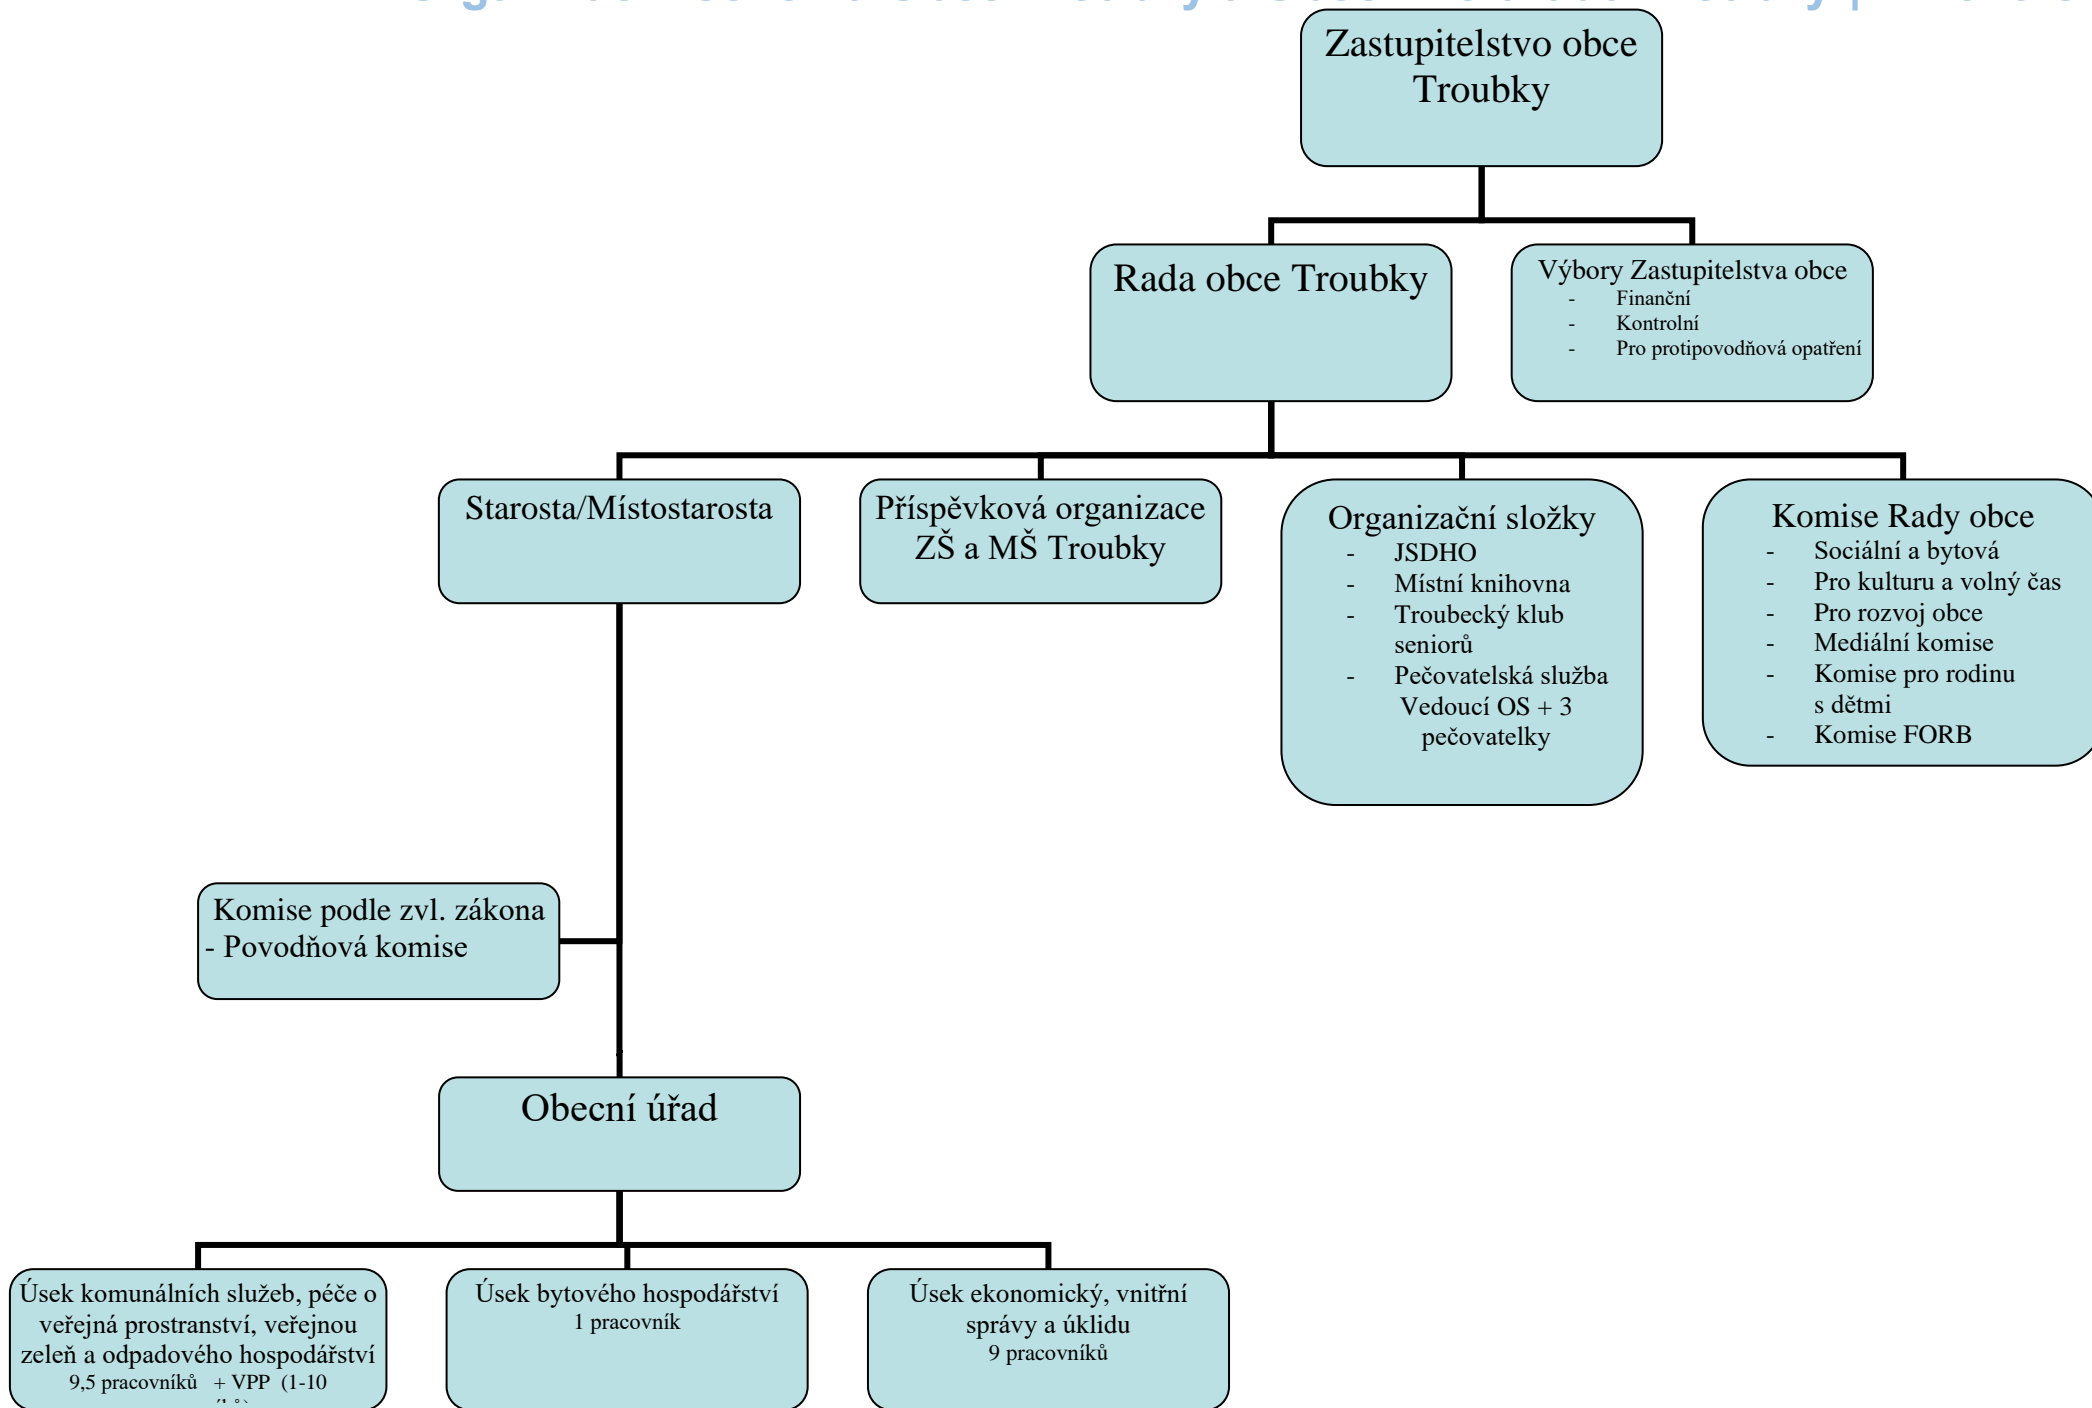 Zastupitelstvo obce
Troubky
Rada obce Troubky
Výbory Zastupitelstva obce
- Finanční
- Kontrolní
- Pro protipovodňová opatření
Starosta/Místostarosta
Příspěvková organizace
ZŠ a MŠ Troubky
Organizační složky
- JSDHO
- Místní knihovna
- Troubecký klub
seniorů
- Pečovatelská služba
Vedoucí OS + 3
pečovatelky
Komise Rady obce
- Sociální a bytová
- Pro kulturu a volný čas
- Pro rozvoj obce
- Mediální komise
- Komise pro rodinu
s dětmi
- Komise FORB
Komise podle zvl. zákona
- Povodňová komise
Obecní úřad
Úsek komunálních služeb, péče o
veřejná prostranství, veřejnou
zeleň a odpadového hospodářství
9,5 pracovníků + VPP (1-10
Úsek bytového hospodářství
1 pracovník
Úsek ekonomický, vnitřní
správy a úklidu
9 pracovníků